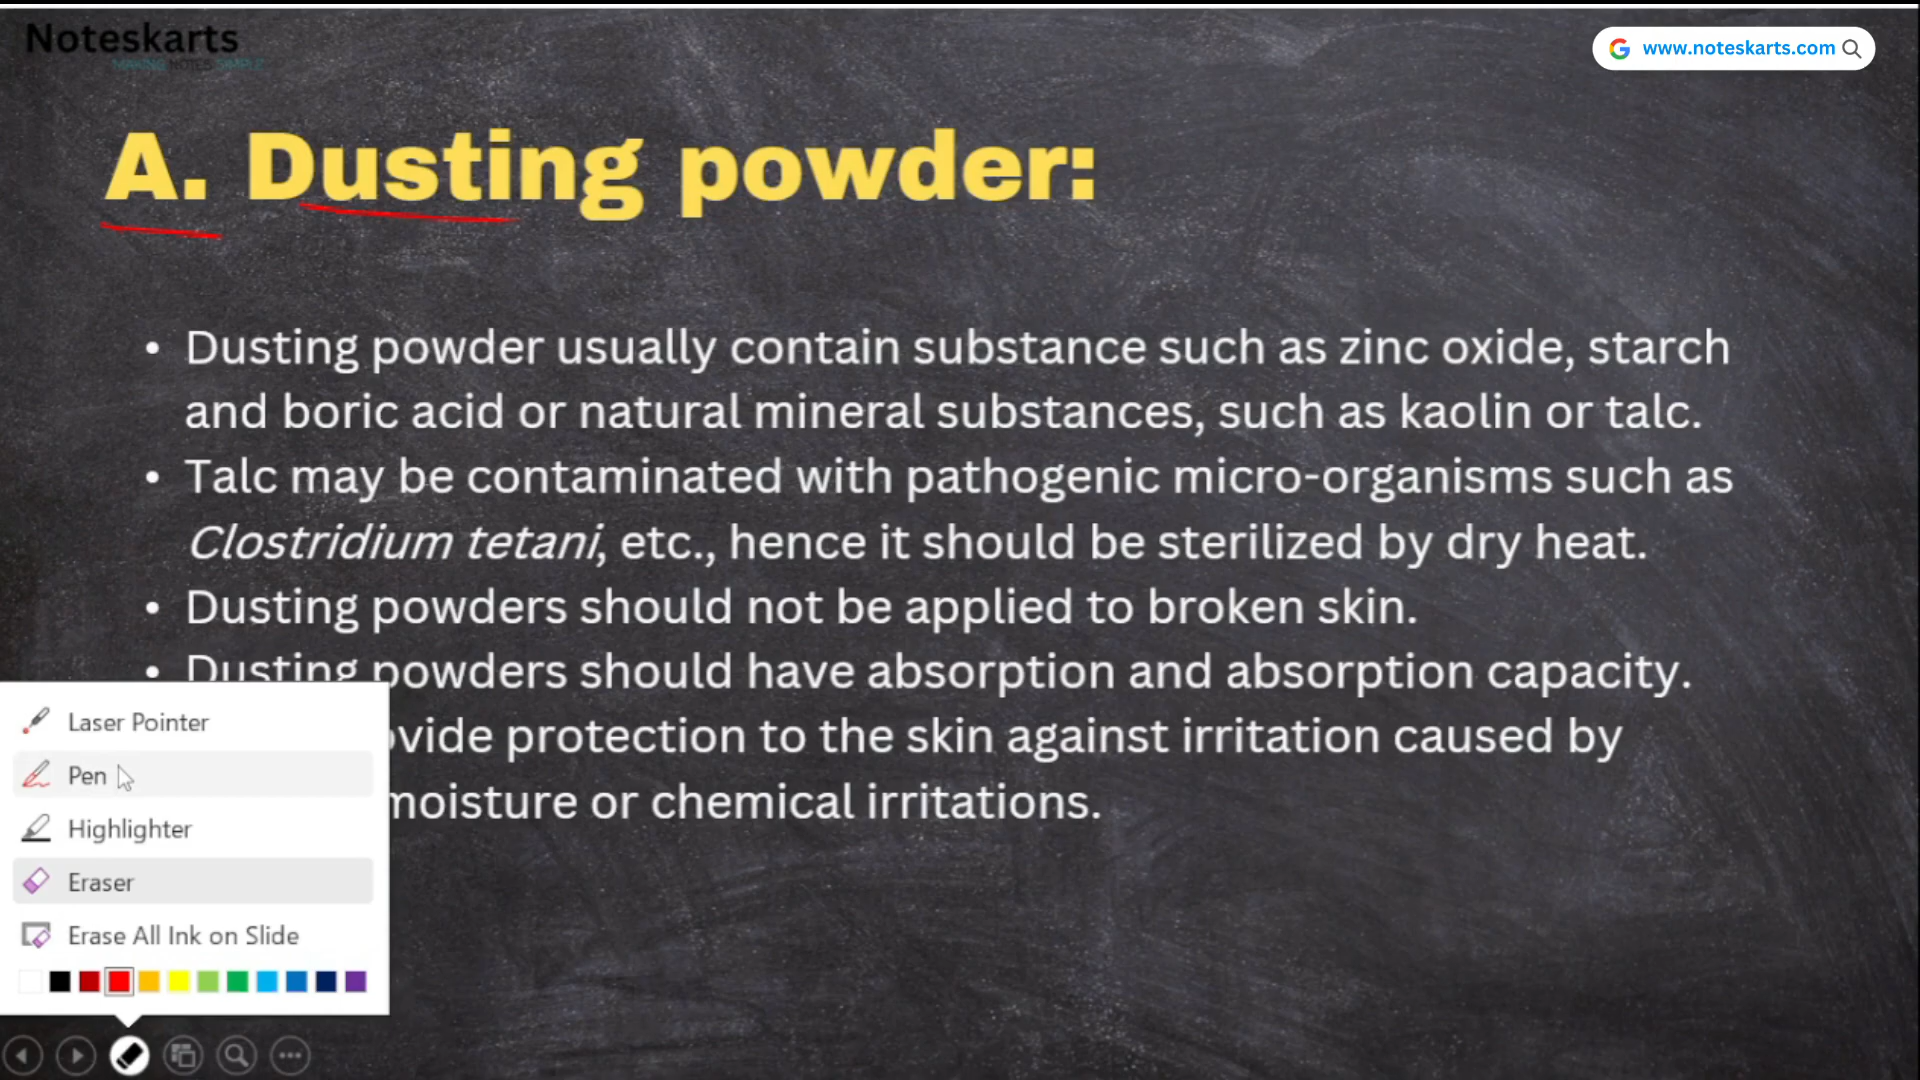 Noteskarts
MAKING NOTES SIMPLE
www.noteskarts.com
A. Dusting powder:
• Dusting powder usually contain substance such as zinc oxide, starch
and boric acid or natural mineral substances, such as kaolin or talc.
• Talc may be contaminated with pathogenic micro-organisms such as
Clostridium tetani, etc., hence it should be sterilized by dry heat.
• Dusting powders should not be applied to broken skin.
• Dusting powders should have absorption and absorption capacity.
protection to the skin against irritation caused by
moisture or chemical irritations.
Laser Pointer
Pen
Highlighter
Eraser
Erase All Ink on Slide